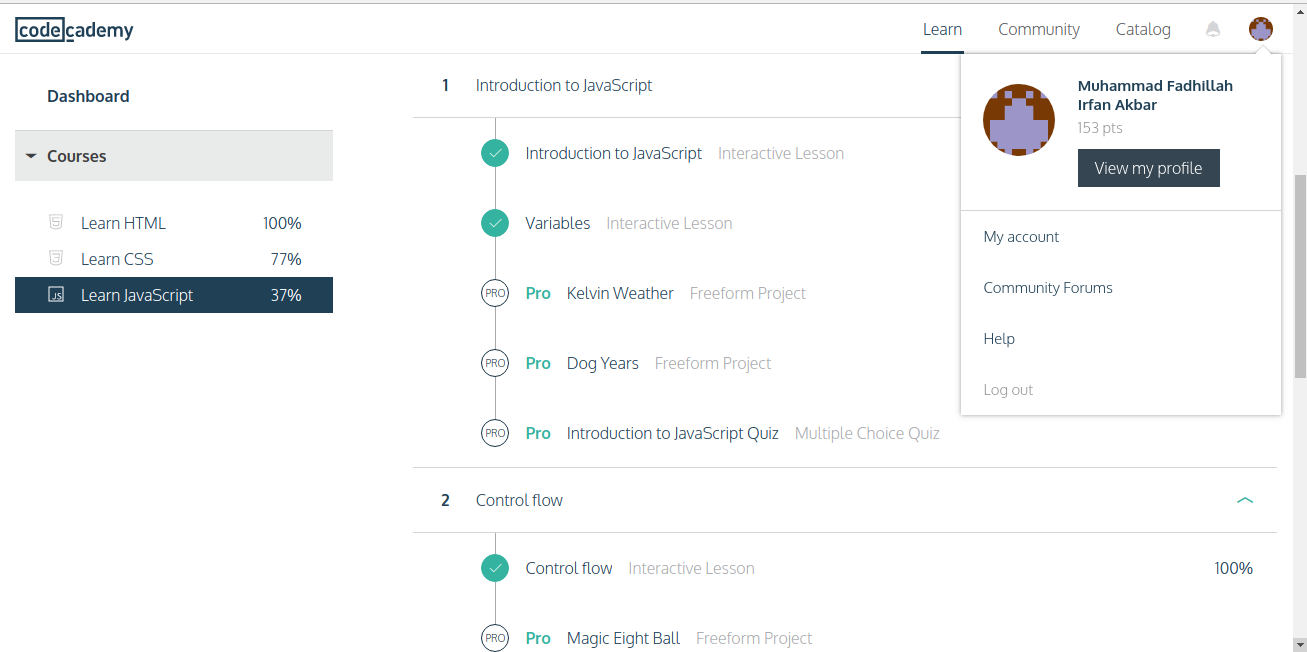 codecademy
Learn Community Catalog
Dashboard
Courses
Learn HTML 100%
Learn CSS 77%
JS Learn JavaScript 37%
1 Introduction to JavaScript
Introduction to JavaScript Interactive Lesson
Variables Interactive Lesson
PRO Pro Kelvin Weather Freeform Project
PRO Pro Dog Years Freeform Project
PRO Pro Introduction to JavaScript Quiz Multiple Choice Quiz
2 Control flow
Control flow Interactive Lesson 100%
PRO Pro Magic Eight Ball Freeform Project
Muhammad Fadhillah
Irfan Akbar
153 pts
View my profile
My account
Community Forums
Help
Log out